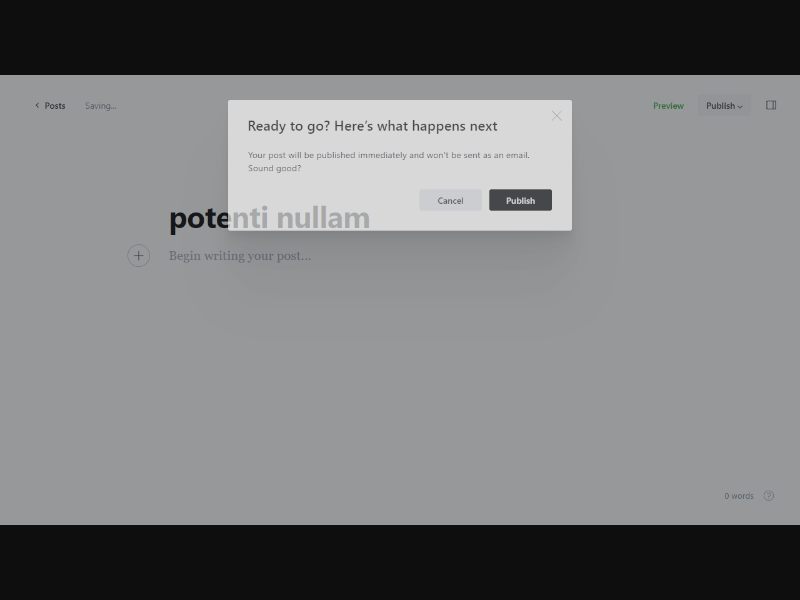 Posts
Saving...
Preview
Publish
Ready to go? Here's what happens next
Your post will be published immediately and won't be sent as an email.
Sound good?
Cancel
Publish
potenti nullam
Begin writing your post...
0 words